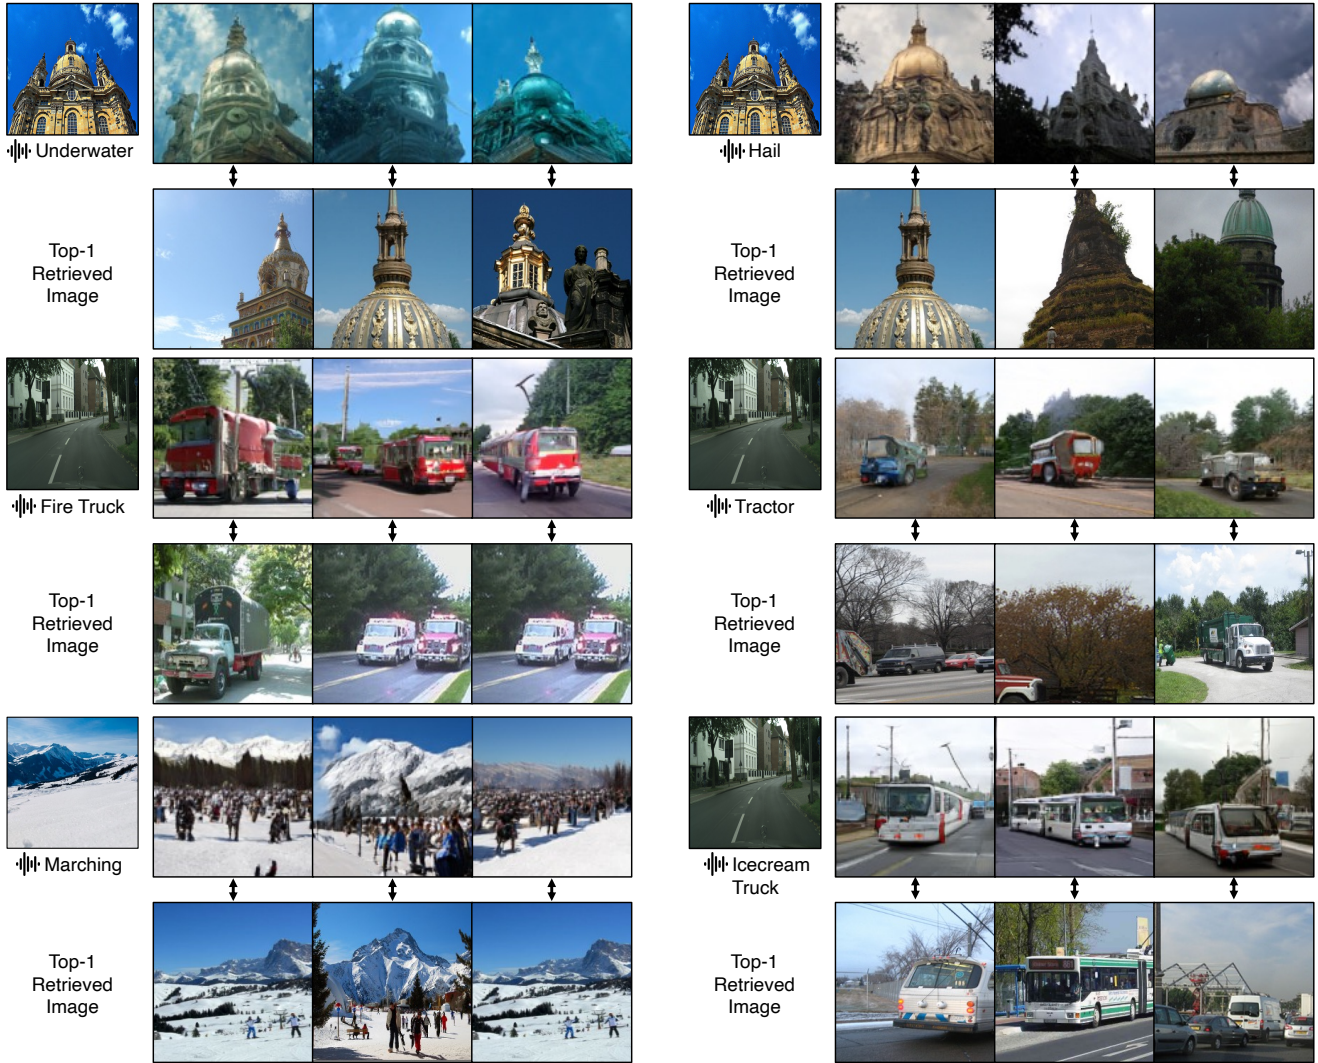 Underwater
Hail
Top-1
Retrieved
Image
Top-1
Retrieved
Image
Fire Truck
Tractor
Top-1
Retrieved
Image
Top-1
Retrieved
Image
Marching
Icecream
Truck
Top-1
Retrieved
Image
Top-1
Retrieved
Image